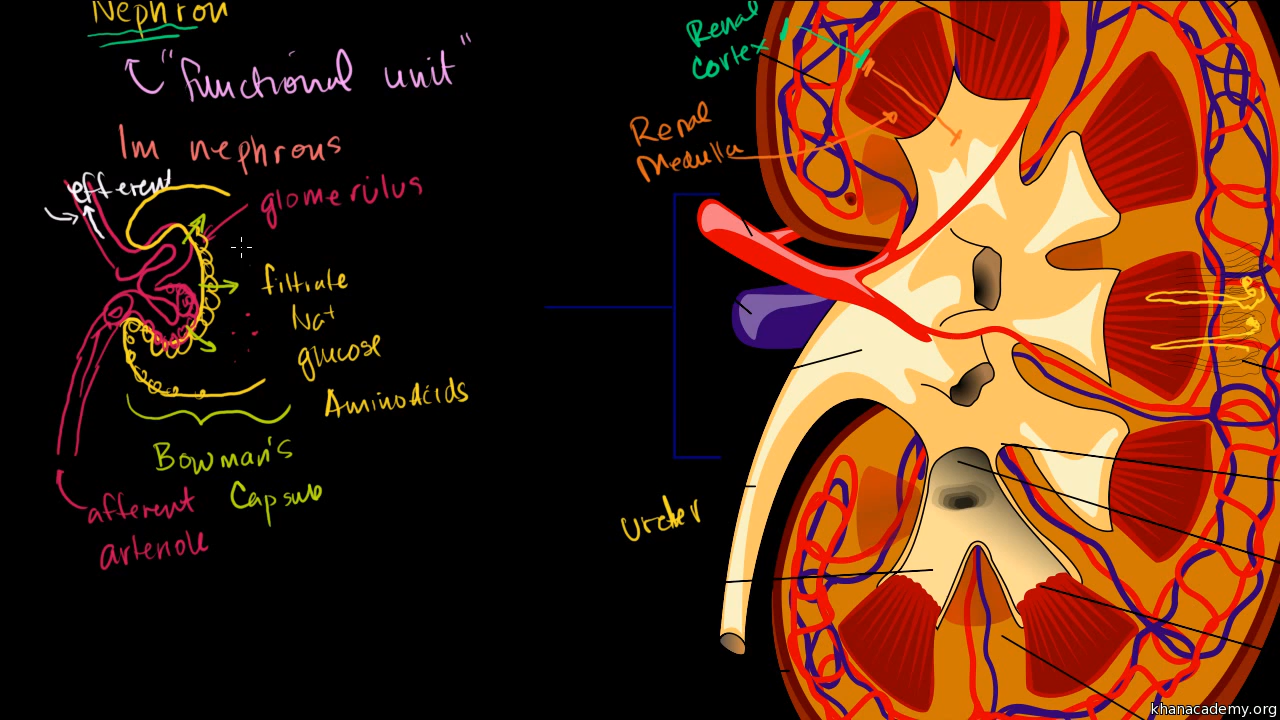 Nephron
"functional unit"
1m nephrons
efferent
glomerulus
filtrate
Na+
glucose
Amino Acids
Bowman's
Capsule
afferent
arteriole
Renal
Cortex
Renal
Medulla
Ureter
khanacademy.org